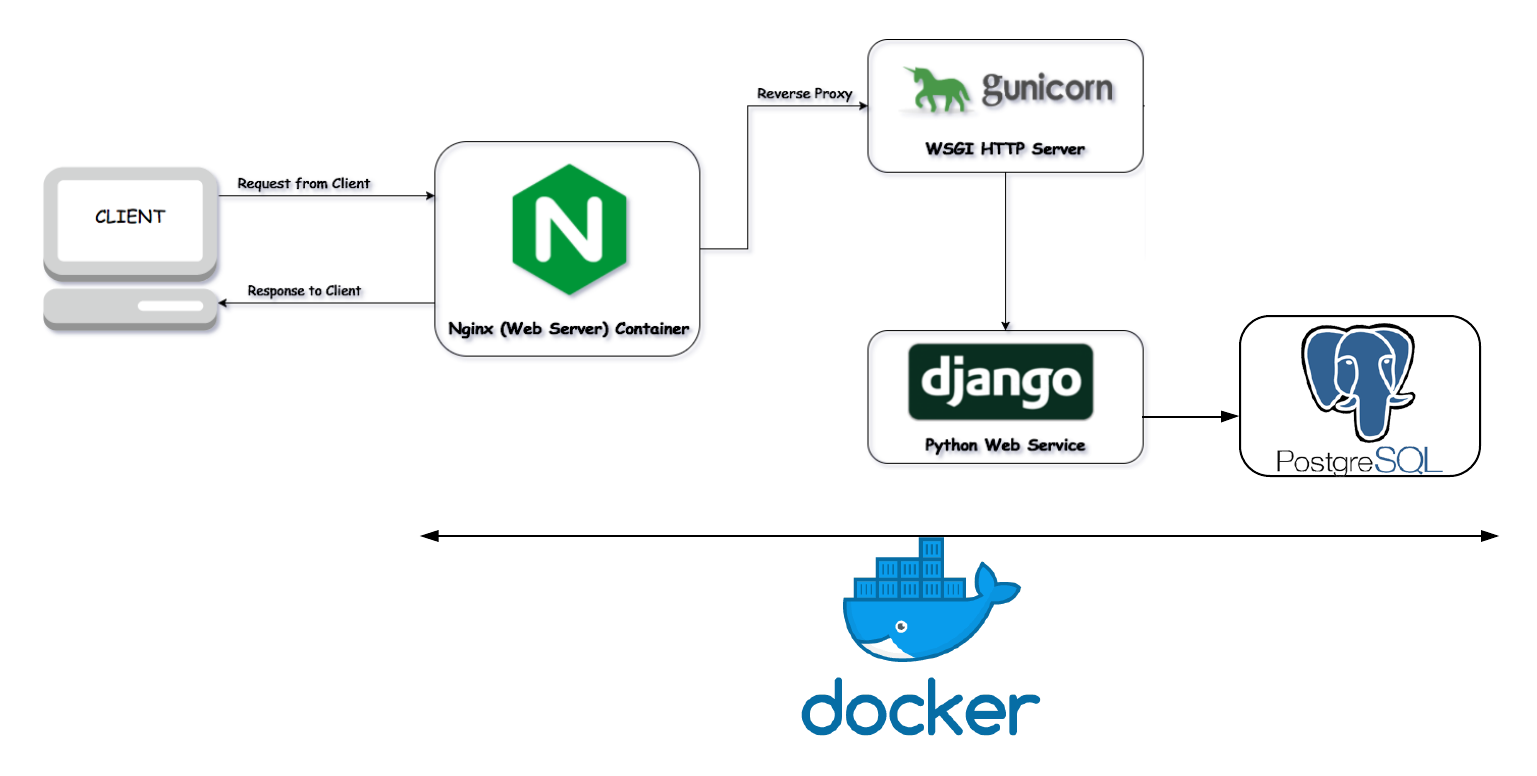 CLIENT
Request from Client
Response to Client
N
Nginx (Web Server) Container
Reverse Proxy
gunicorn
WSGI HTTP Server
django
Python Web Service
PostgreSQL
docker